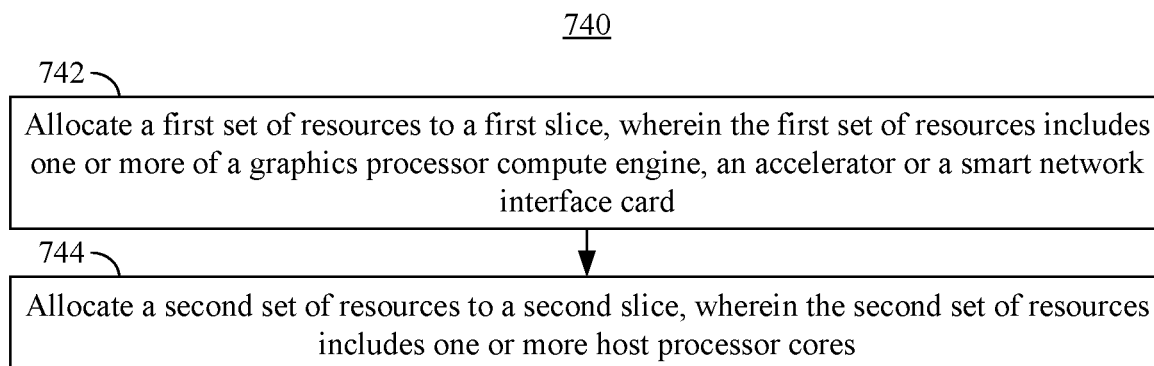 740
742
Allocate a first set of resources to a first slice, wherein the first set of resources includes
one or more of a graphics processor compute engine, an accelerator or a smart network
interface card
744
Allocate a second set of resources to a second slice, wherein the second set of resources
includes one or more host processor cores